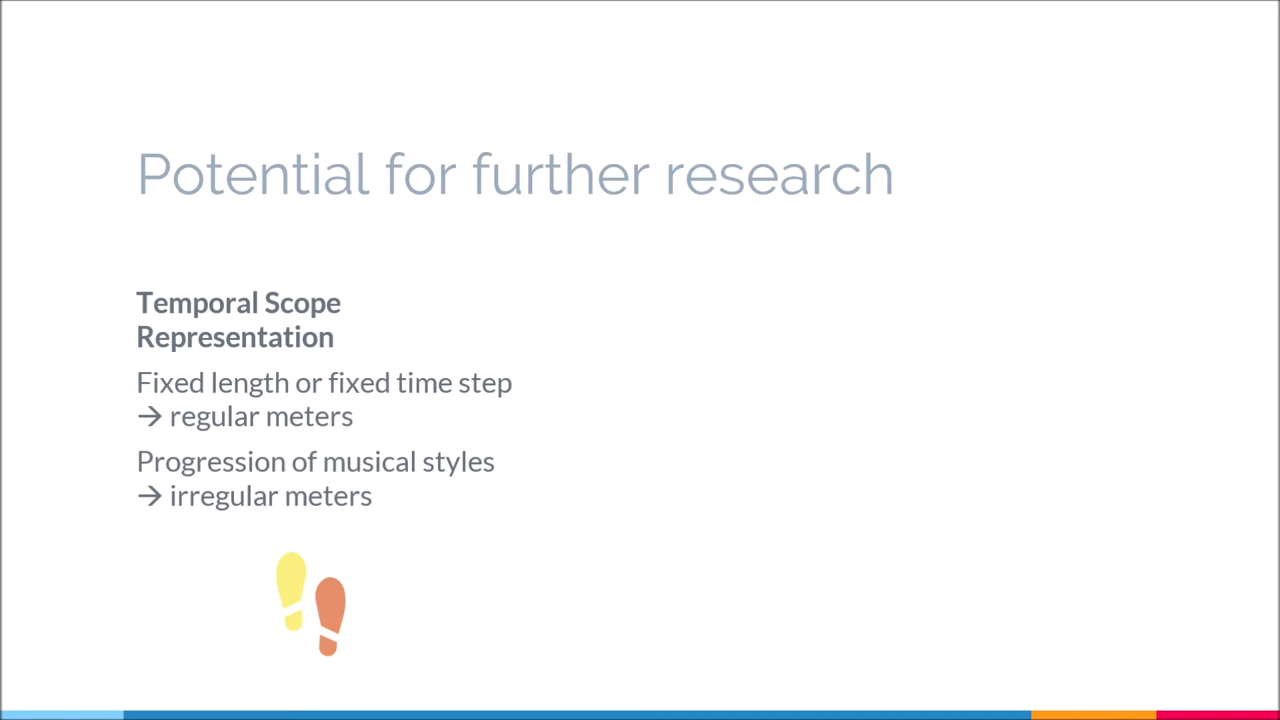 Potential for further research
Temporal Scope
Representation
Fixed length or fixed time step
→ regular meters
Progression of musical styles
→ irregular meters